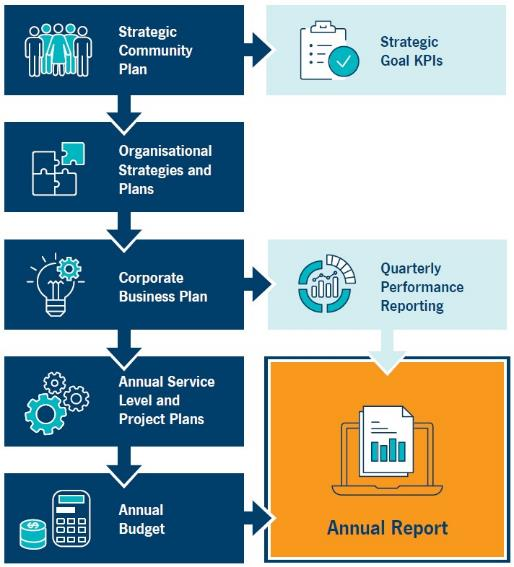 Strategic
Community
Plan
Strategic
Goal KPIs
Organisational
Strategies and
Plans
Corporate
Business Plan
Quarterly
Performance
Reporting
Annual Service
Level and
Project Plans
Annual
Budget
$
Annual Report